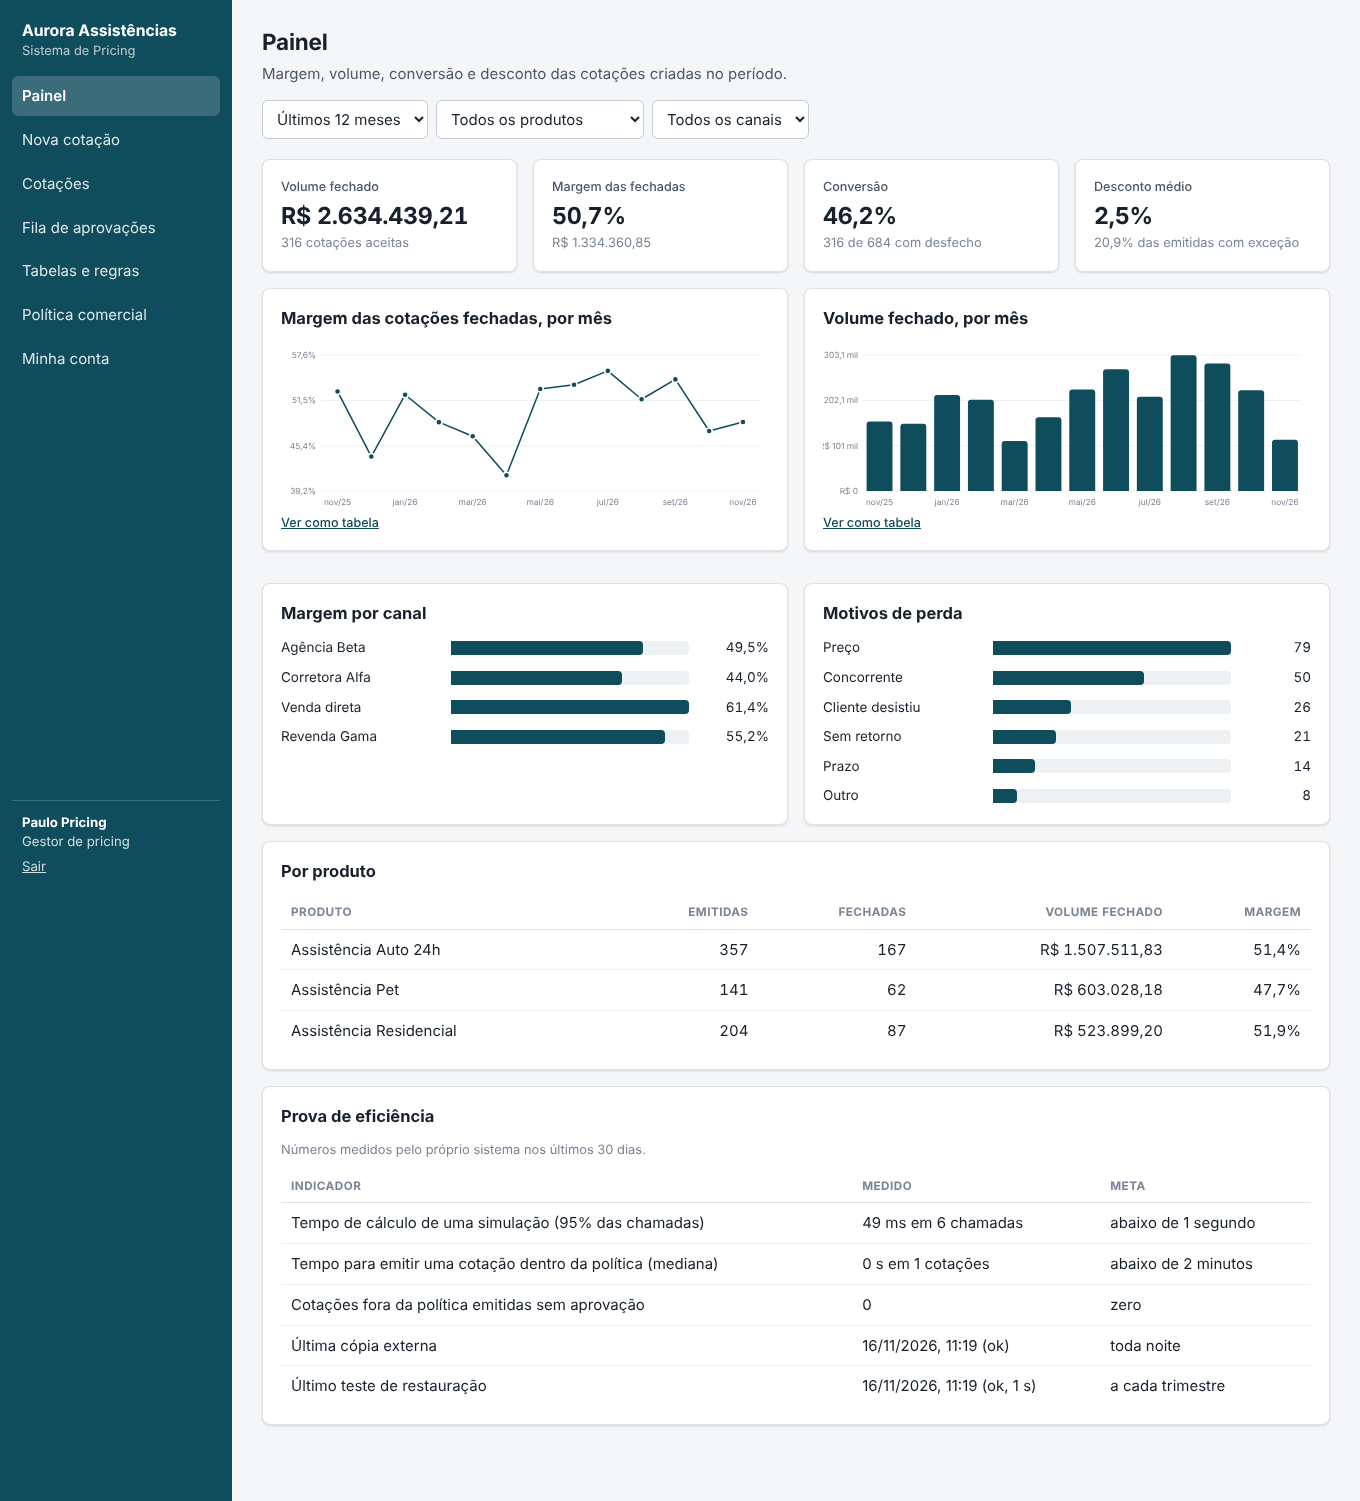 Aurora Assistências
Sistema de Pricing
Painel
Nova cotação
Cotações
Fila de aprovações
Tabelas e regras
Política comercial
Minha conta
Paulo Pricing
Gestor de pricing
Sair
Painel
Margem, volume, conversão e desconto das cotações criadas no período.
Últimos 12 meses Todos os produtos Todos os canais
Volume fechado
R$ 2.634.439,21
316 cotações aceitas
Margem das fechadas
50,7%
R$ 1.334.360,85
Conversão
46,2%
316 de 684 com desfecho
Desconto médio
2,5%
20,9% das emitidas com exceção
Margem das cotações fechadas, por mês
57,6%
51,5%
45,4%
39,2%
nov/25 jan/26 mar/26 mai/26 jul/26 set/26 nov/26
Ver como tabela
Volume fechado, por mês
303,1 mil
202,1 mil
R$ 101 mil
R$ 0
nov/25 jan/26 mar/26 mai/26 jul/26 set/26 nov/26
Ver como tabela
Margem por canal
Agência Beta 49,5%
Corretora Alfa 44,0%
Venda direta 61,4%
Revenda Gama 55,2%
Motivos de perda
Preço 79
Concorrente 50
Cliente desistiu 26
Sem retorno 21
Prazo 14
Outro 8
Por produto
PRODUTO EMITIDAS FECHADAS VOLUME FECHADO MARGEM
Assistência Auto 24h 357 167 R$ 1.507.511,83 51,4%
Assistência Pet 141 62 R$ 603.028,18 47,7%
Assistência Residencial 204 87 R$ 523.899,20 51,9%
Prova de eficiência
Números medidos pelo próprio sistema nos últimos 30 dias.
INDICADOR MEDIDO META
Tempo de cálculo de uma simulação (95% das chamadas) 49 ms em 6 chamadas abaixo de 1 segundo
Tempo para emitir uma cotação dentro da política (mediana) 0 s em 1 cotações abaixo de 2 minutos
Cotações fora da política emitidas sem aprovação 0 zero
Última cópia externa 16/11/2026, 11:19 (ok) toda noite
Último teste de restauração 16/11/2026, 11:19 (ok, 1 s) a cada trimestre